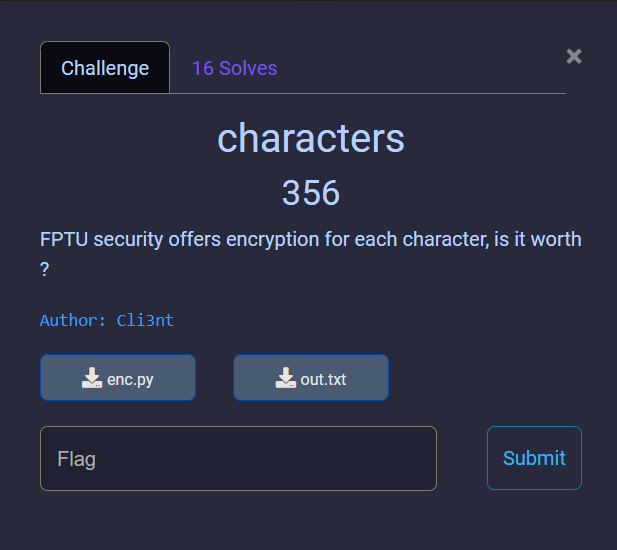 Challenge
16 Solves
×
characters
356
FPTU security offers encryption for each character, is it worth
?
Author: Cli3nt
enc.py
out.txt
Flag
Submit